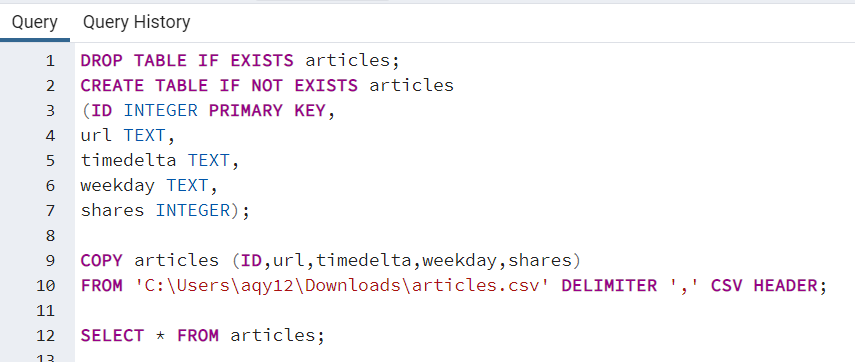 Query Query History
1 DROP TABLE IF EXISTS articles;
2 CREATE TABLE IF NOT EXISTS articles
3 (ID INTEGER PRIMARY KEY,
4 url TEXT,
5 timedelta TEXT,
6 weekday TEXT,
7 shares INTEGER);
8
9 COPY articles (ID,url,timedelta,weekday,shares)
10 FROM 'C:\Users\aqy12\Downloads\articles.csv' DELIMITER ',' CSV HEADER;
11
12 SELECT * FROM articles;
13